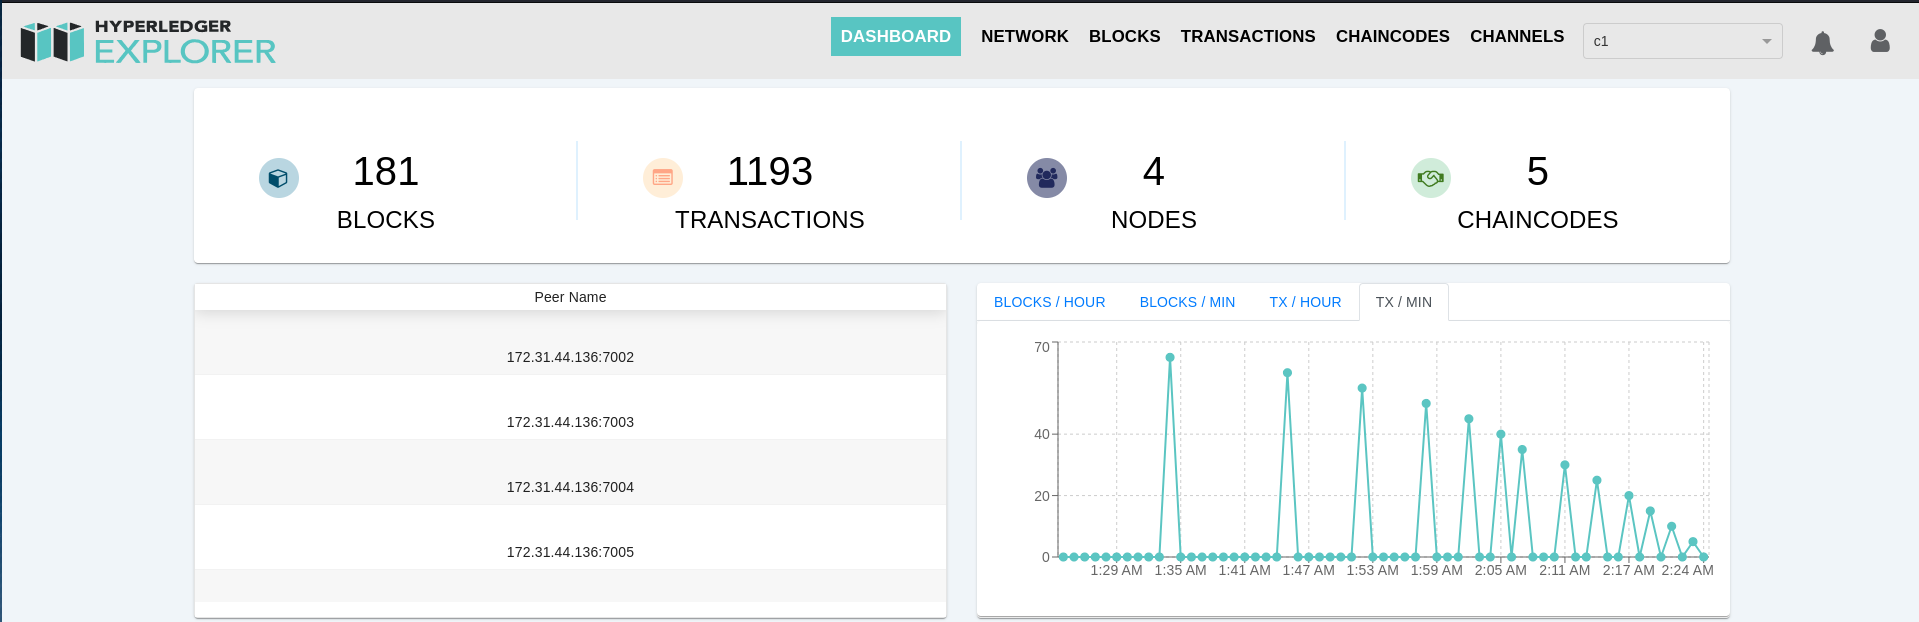 HYPERLEDGER
EXPLORER
DASHBOARD NETWORK BLOCKS TRANSACTIONS CHAINCODES CHANNELS c1
181 1193 4 5
BLOCKS TRANSACTIONS NODES CHAINCODES
Peer Name
172.31.44.136:7002
172.31.44.136:7003
172.31.44.136:7004
172.31.44.136:7005
BLOCKS / HOUR BLOCKS / MIN TX / HOUR TX / MIN
70
40
20
0
1:29 AM 1:35 AM 1:41 AM 1:47 AM 1:53 AM 1:59 AM 2:05 AM 2:11 AM 2:17 AM 2:24 AM